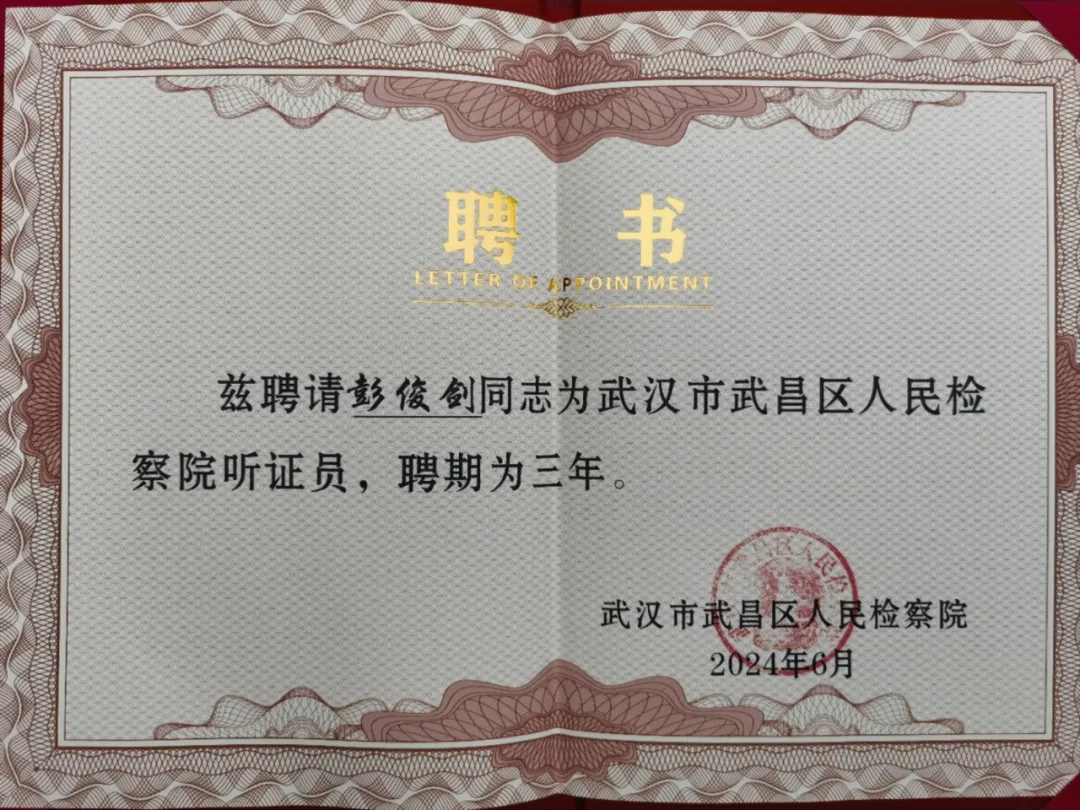 聘书
LETTER OF APPOINTMENT
兹聘请彭俊剑同志为武汉市武昌区人民检
察院听证员，聘期为三年。
武汉市武昌区人民检察院
2024年6月